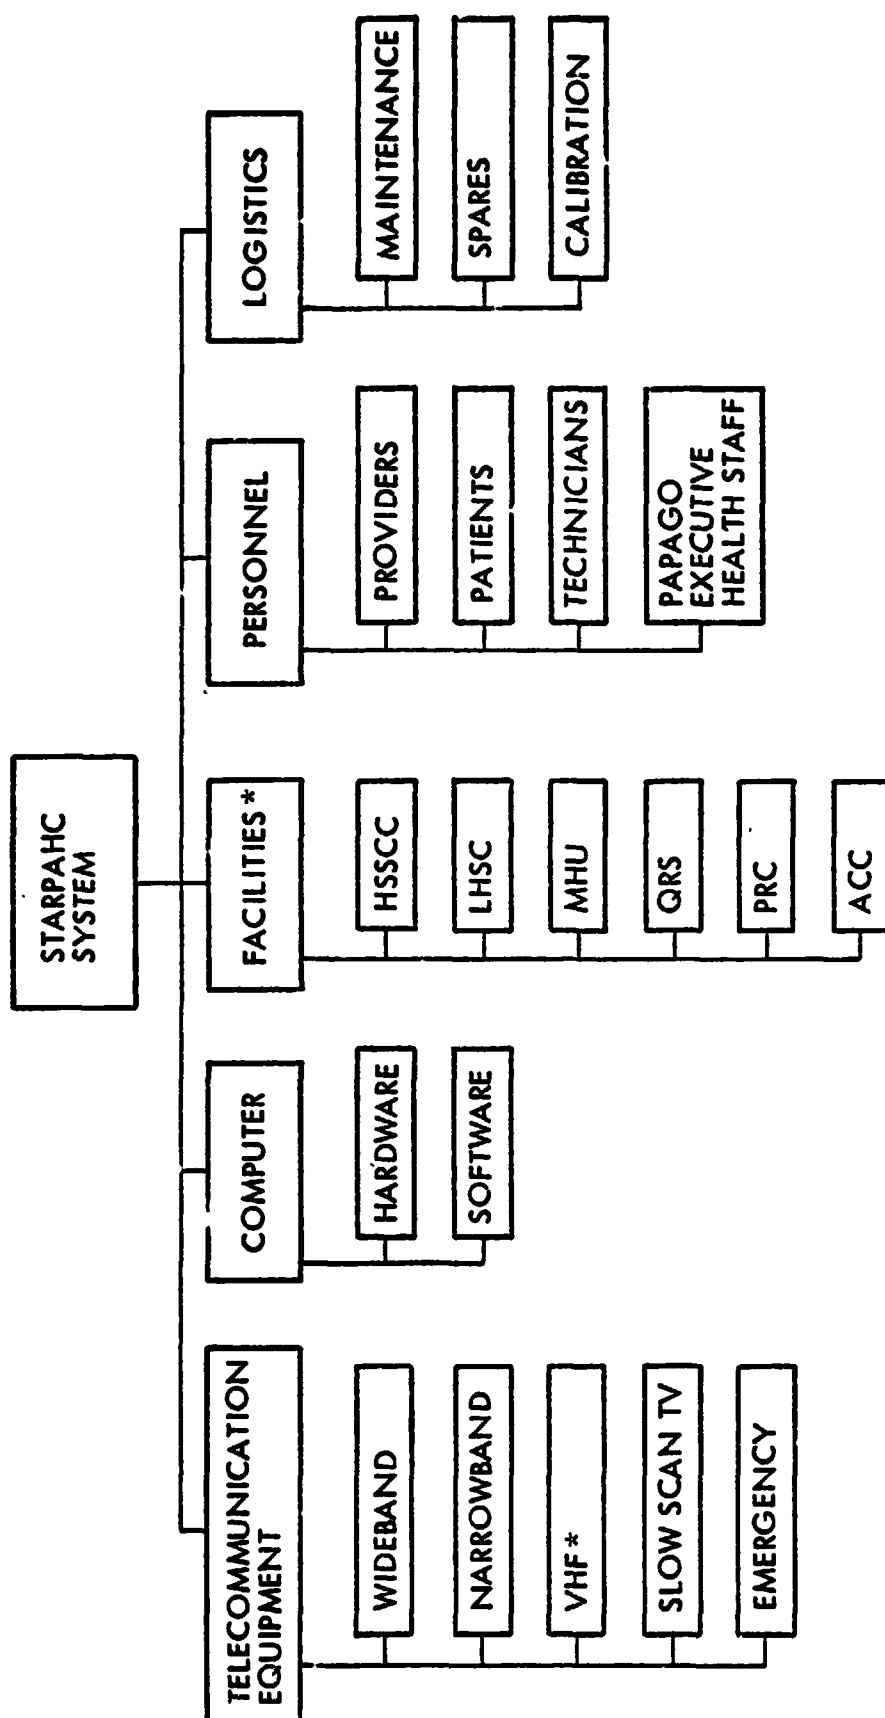 STARPAHC
SYSTEM
TELECOMMUNICATION
EQUIPMENT
WIDEBAND
NARROWBAND
VHF*
SLOW SCAN TV
EMERGENCY
COMPUTER
HARDWARE
SOFTWARE
FACILITIES*
HSSCC
LHSC
MHU
QRS
PRC
ACC
PERSONNEL
PROVIDERS
PATIENTS
TECHNICIANS
PAPAGO
EXECUTIVE
HEALTH STAFF
LOGISTICS
MAINTENANCE
SPARES
CALIBRATION